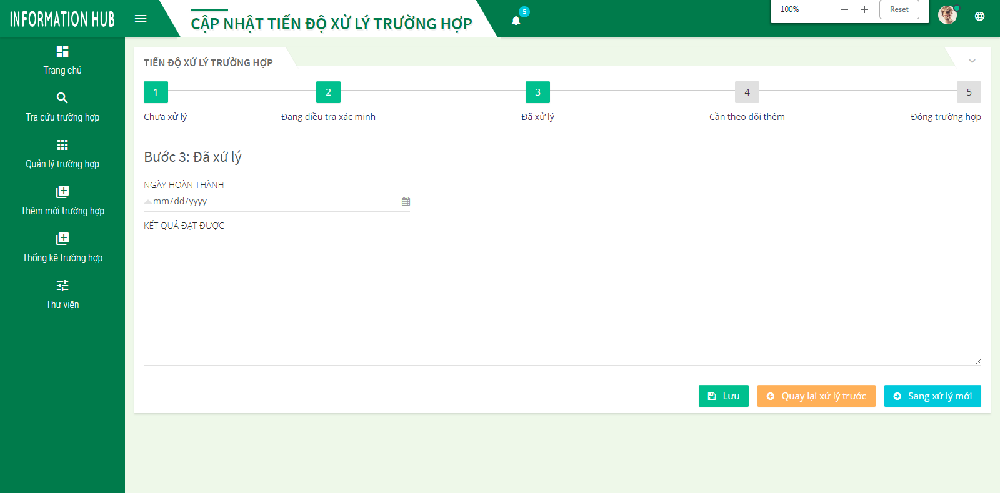 INFORMATION HUB
CẬP NHẬT TIẾN ĐỘ XỬ LÝ TRƯỜNG HỢP
5
100%
Reset
Trang chủ
Tra cứu trường hợp
Quản lý trường hợp
Thêm mới trường hợp
Thống kê trường hợp
Thư viện
TIẾN ĐỘ XỬ LÝ TRƯỜNG HỢP
1
2
3
4
5
Chưa xử lý
Đang điều tra xác minh
Đã xử lý
Cần theo dõi thêm
Đóng trường hợp
Bước 3: Đã xử lý
NGÀY HOÀN THÀNH
mm/dd/yyyy
KẾT QUẢ ĐẠT ĐƯỢC
Lưu
Quay lại xử lý trước
Sang xử lý mới